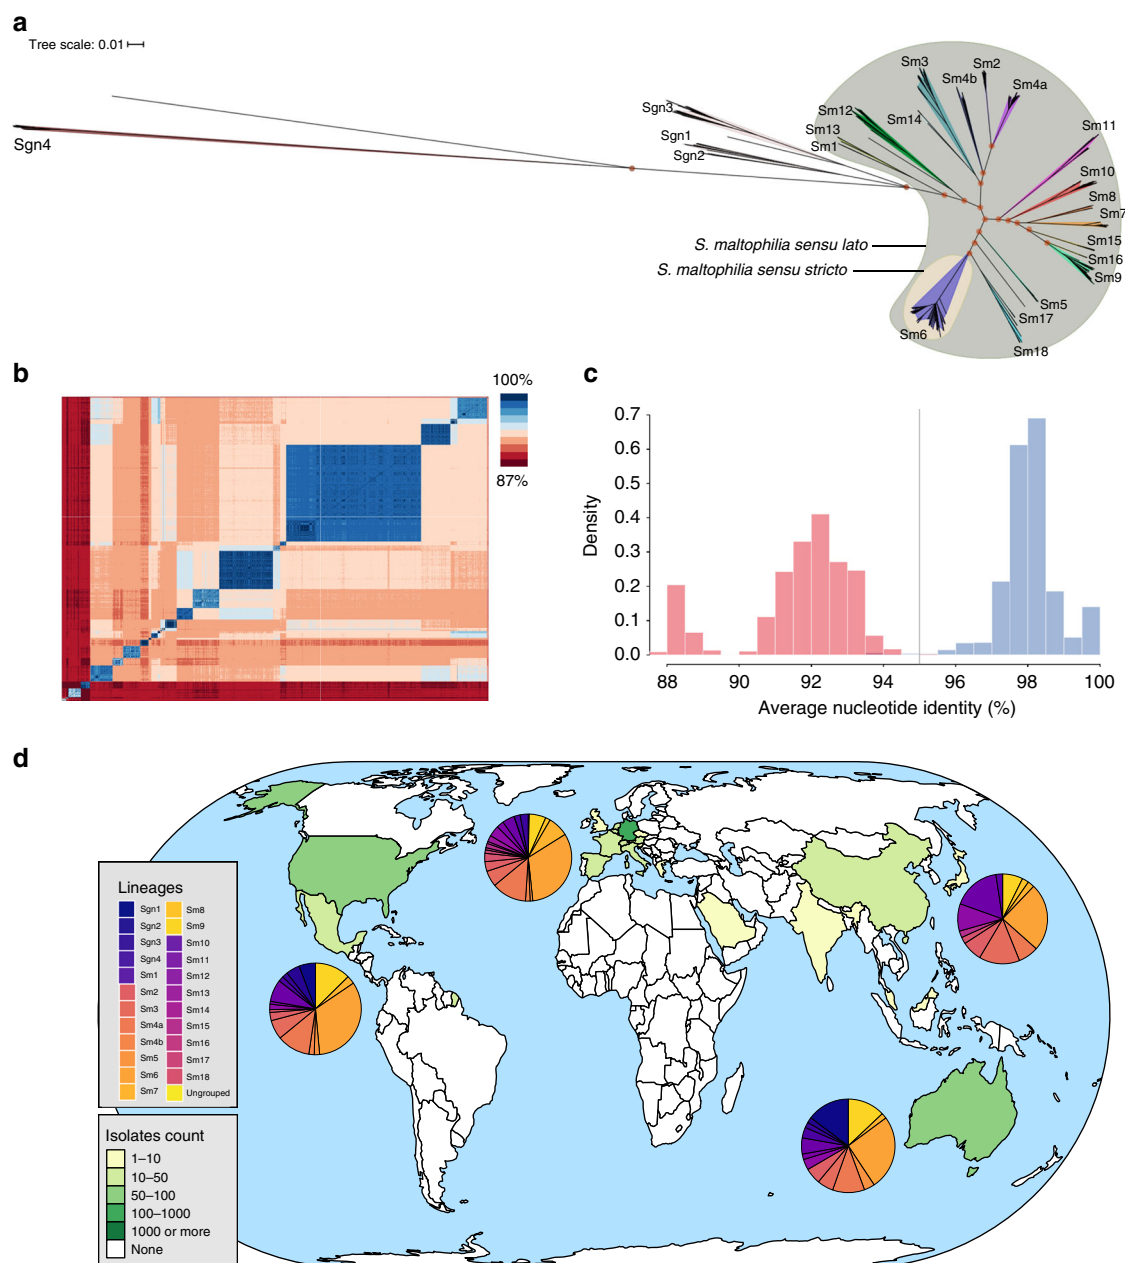 a
Tree scale: 0.01
Sgn4
Sgn3
Sgn1
Sgn2
Sm12
Sm13
Sm1
Sm3
Sm4b
Sm2
Sm4a
Sm14
Sm11
Sm10
Sm8
Sm7
Sm15
Sm16
Sm9
Sm5
Sm17
Sm18
Sm6
S. maltophilia sensu lato
S. maltophilia sensu stricto
b
100%
87%
c
Density
0.7
0.6
0.5
0.4
0.3
0.2
0.1
0.0
88 90 92 94 96 98 100
Average nucleotide identity (%)
d
Lineages
Sgn1
Sgn2
Sgn3
Sgn4
Sm1
Sm2
Sm3
Sm4a
Sm4b
Sm5
Sm6
Sm7
Sm8
Sm9
Sm10
Sm11
Sm12
Sm13
Sm14
Sm15
Sm16
Sm17
Sm18
Ungrouped
Isolates count
1–10
10–50
50–100
100–1000
1000 or more
None